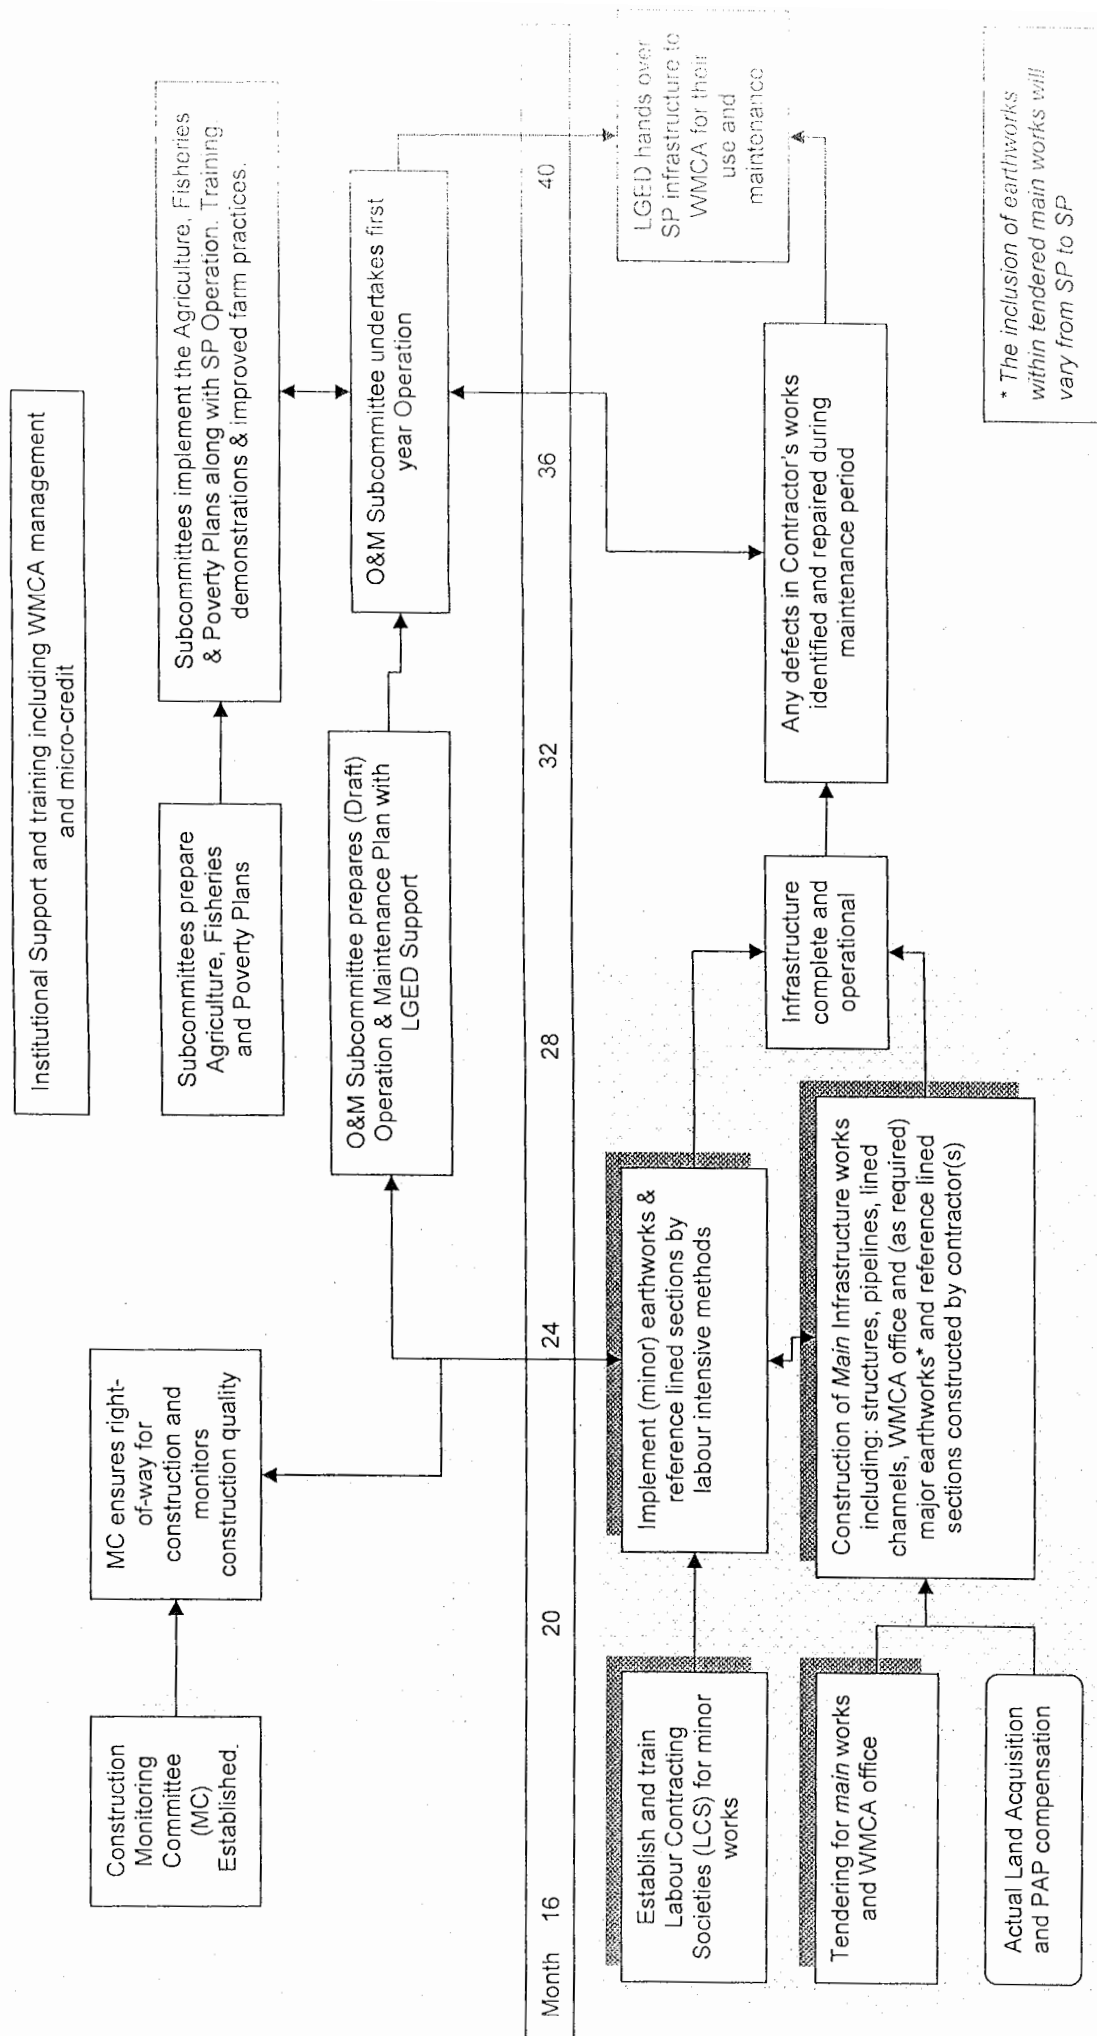 Institutional Support and training including WMCA management
and micro-credit
Construction
Monitoring
Committee
(MC)
Established.
MC ensures right-
of-way for
construction and
monitors
construction quality
Subcommittees prepare
Agriculture, Fisheries
and Poverty Plans
Subcommittees implement the Agriculture, Fisheries
& Poverty Plans along with SP Operation. Training
demonstrations & improved farm practices.
O&M Subcommittee prepares (Draft)
Operation & Maintenance Plan with
LGED Support
O&M Subcommittee undertakes first
year Operation
Month 16 20 24 28 32 36 40
Establish and train
Labour Contracting
Societies (LCS) for minor
works
Implement (minor) earthworks &
reference lined sections by
labour intensive methods
LGED hands over
SP infrastructure to
WMCA for their
use and
maintenance
Tendering for main works
and WMCA office
Construction of Main Infrastructure works
including: structures, pipelines, lined
channels, WMCA office and (as required)
major earthworks* and reference lined
sections constructed by contractor(s)
Infrastructure
complete and
operational
Any defects in Contractor's works
identified and repaired during
maintenance period
Actual Land Acquisition
and PAP compensation
* The inclusion of earthworks
within tendered main works will
vary from SP to SP